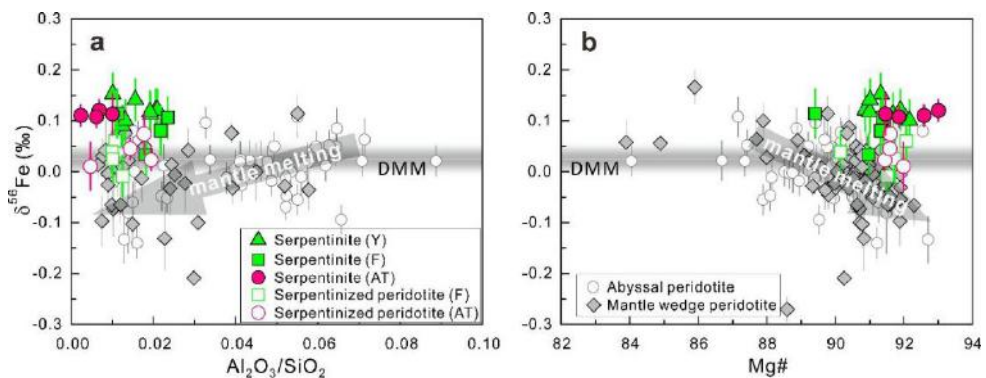 a
0.3
0.2
0.1
0.0
-0.1
-0.2
-0.3
δ⁵⁶Fe (‰)
DMM
mantle melting
Serpentinite (Y)
Serpentinite (F)
Serpentinite (AT)
Serpentinized peridotite (F)
Serpentinized peridotite (AT)
0.00 0.02 0.04 0.06 0.08 0.10
Al₂O₃/SiO₂
b
0.3
0.2
0.1
0.0
-0.1
-0.2
-0.3
DMM
mantle melting
Abyssal peridotite
Mantle wedge peridotite
82 84 86 88 90 92 94
Mg#